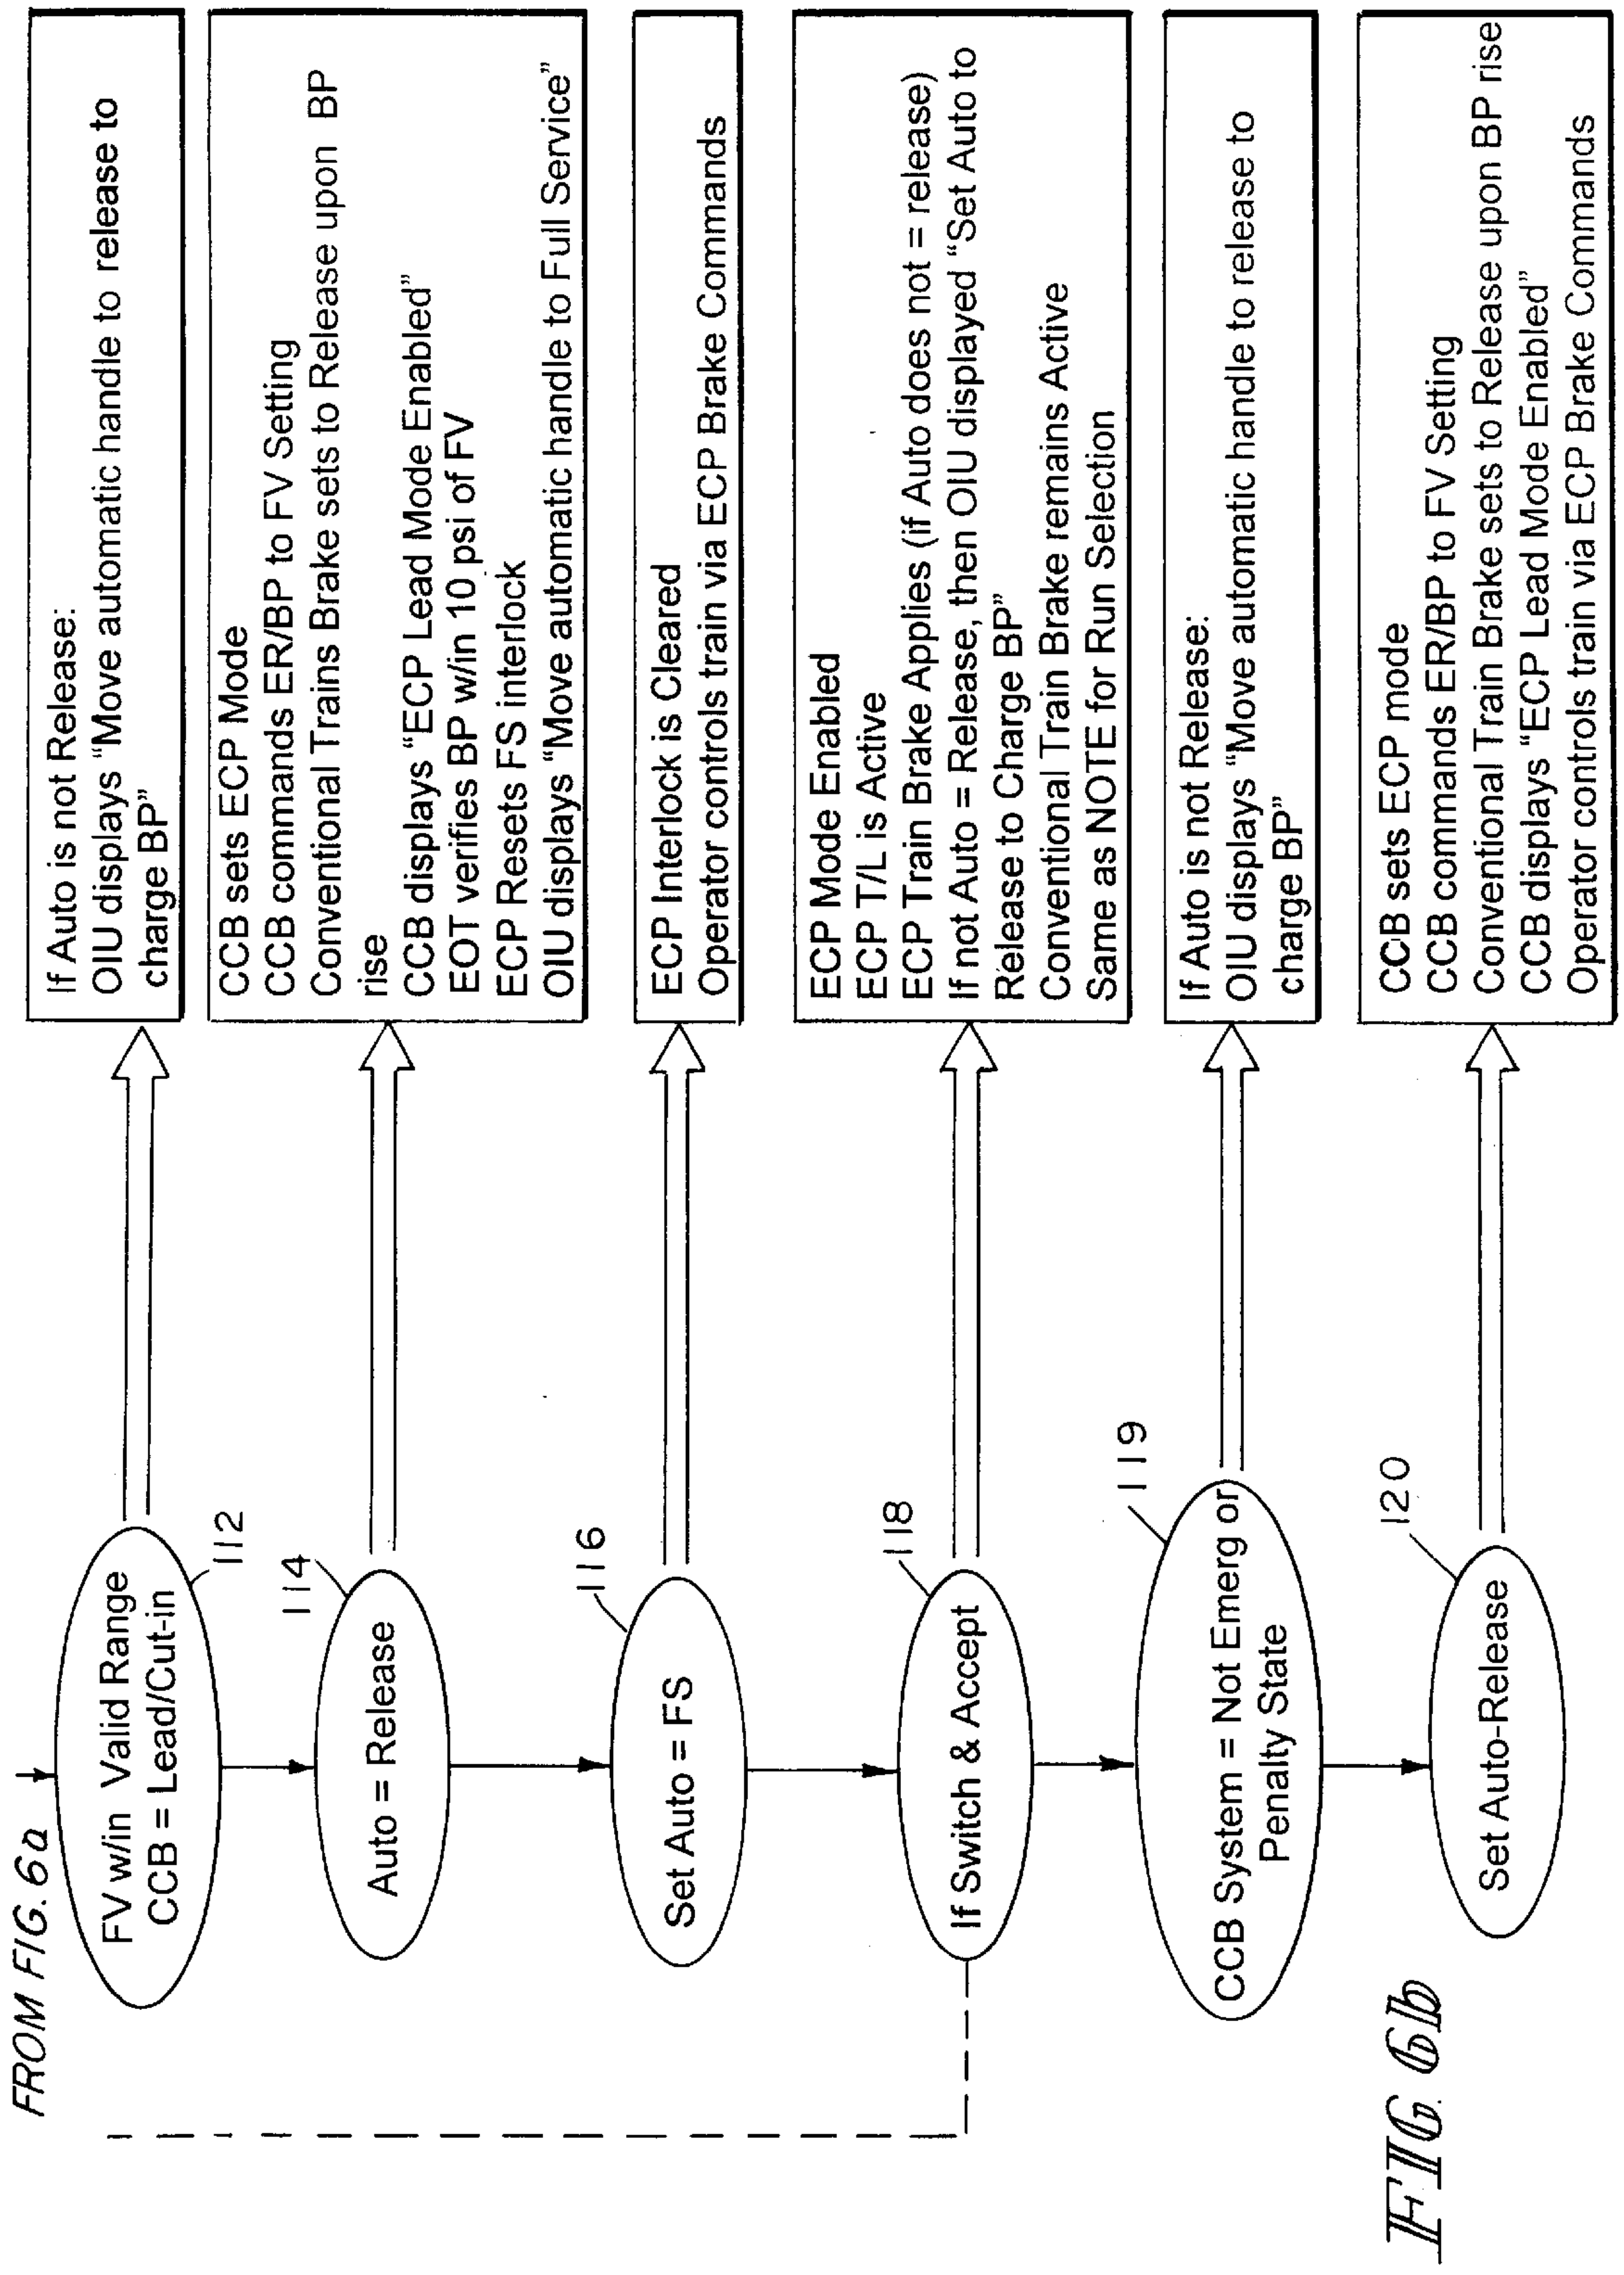 FROM FIG. 6a
FV w/in Valid Range
CCB = Lead/Cut-in
112
If Auto is not Release:
OIU displays "Move automatic handle to release to
charge BP"
Auto = Release
114
CCB sets ECP Mode
CCB commands ER/BP to FV Setting
Conventional Trains Brake sets to Release upon BP
rise
CCB displays "ECP Lead Mode Enabled"
EOT verifies BP w/in 10 psi of FV
ECP Resets FS interlock
OIU displays "Move automatic handle to Full Service"
Set Auto = FS
116
ECP Interlock is Cleared
Operator controls train via ECP Brake Commands
If Switch & Accept
118
ECP Mode Enabled
ECP T/L is Active
ECP Train Brake Applies (if Auto does not = release)
If not Auto = Release, then OIU displayed "Set Auto to
Release to Charge BP"
Conventional Train Brake remains Active
Same as NOTE for Run Selection
CCB System = Not Emerg or
Penalty State
119
If Auto is not Release:
OIU displays "Move automatic handle to release to
charge BP"
Set Auto-Release
120
CCB sets ECP mode
CCB commands ER/BP to FV Setting
Conventional Train Brake sets to Release upon BP rise
CCB displays "ECP Lead Mode Enabled"
Operator controls train via ECP Brake Commands
FIG 6b